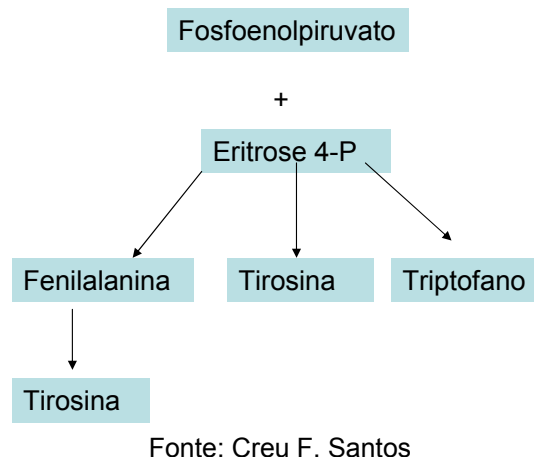 Fosfoenolpiruvato
+
Eritrose 4-P
Fenilalanina
Tirosina
Triptofano
Tirosina
Fonte: Creu F. Santos